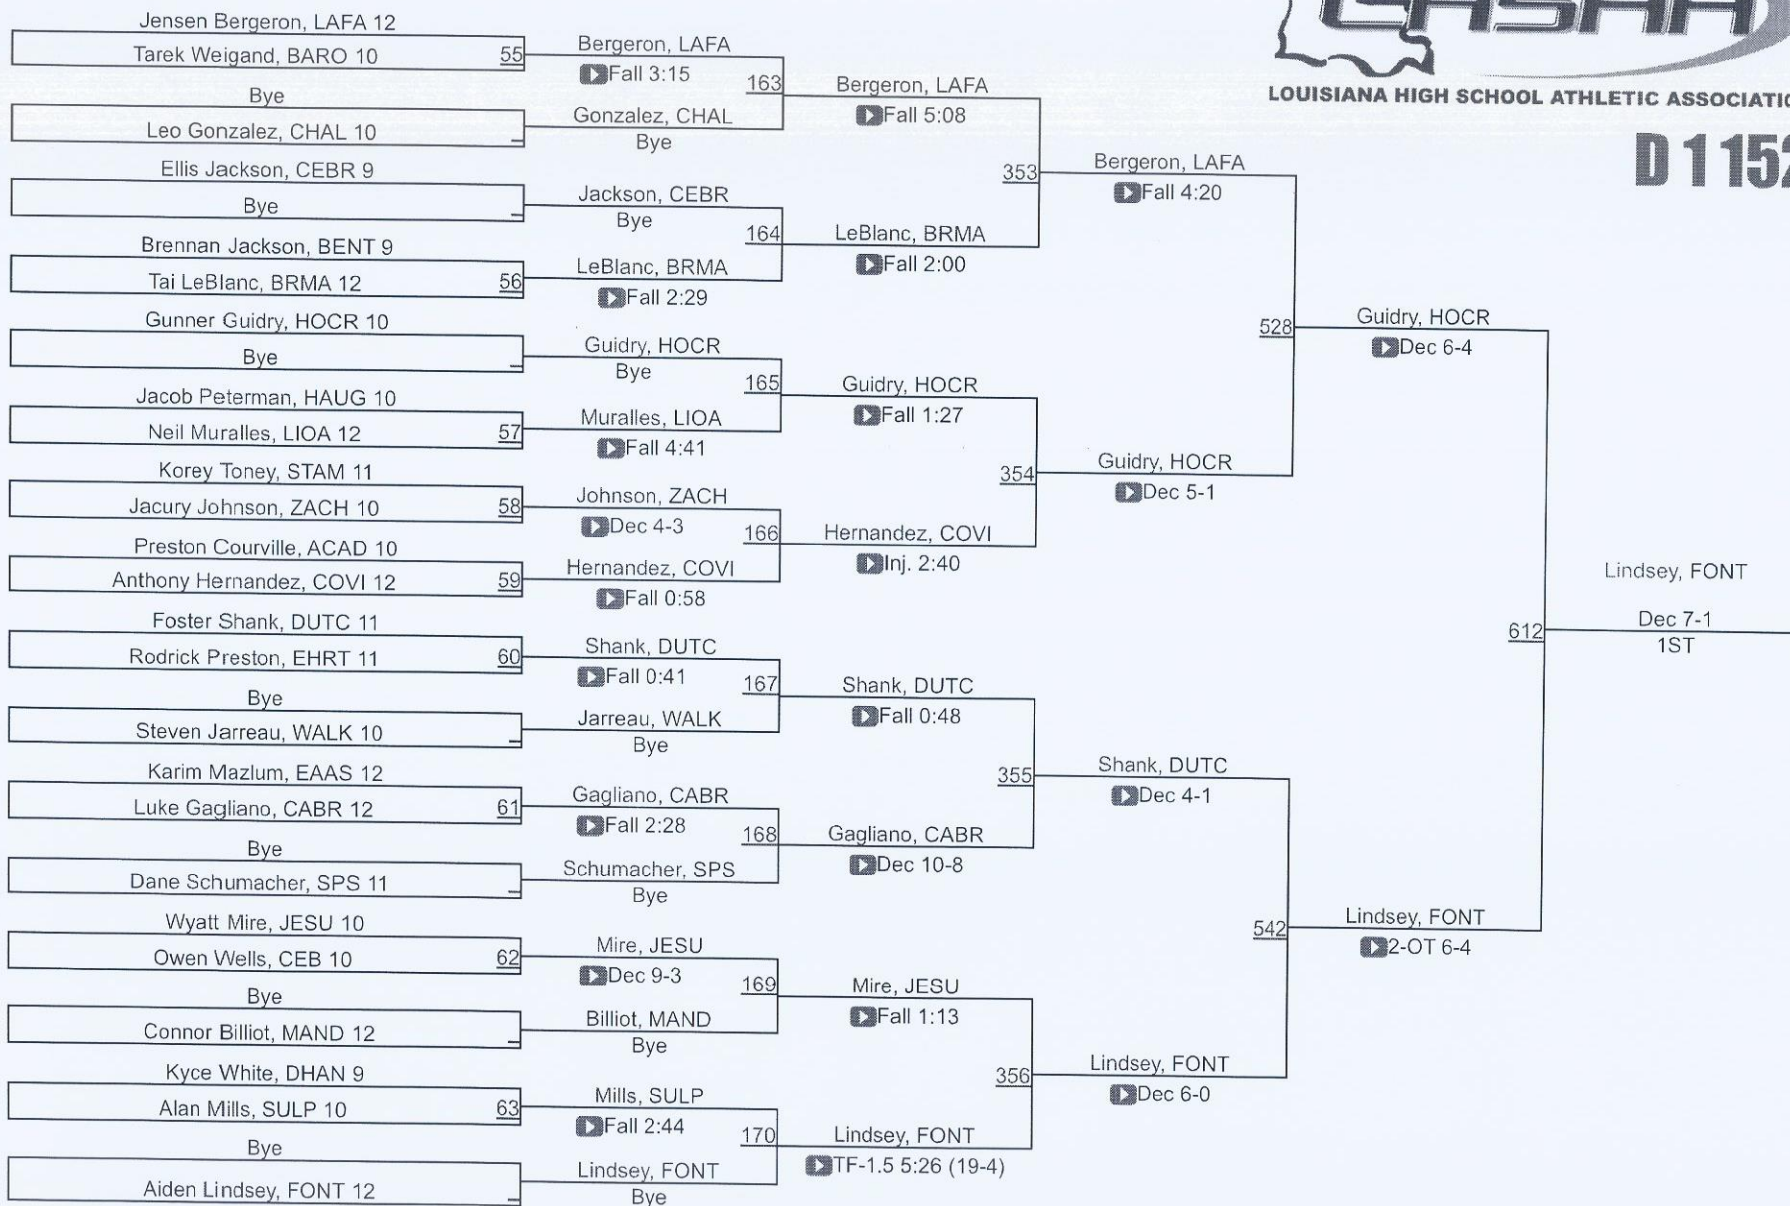 LHSAA
LOUISIANA HIGH SCHOOL ATHLETIC
D 1 152
Jensen Bergeron, LAFA 12
Tarek Weigand, BARO 10 55
Bye
Leo Gonzalez, CHAL 10
Ellis Jackson, CEBR 9
Bye
Brennan Jackson, BENT 9
Tai LeBlanc, BRMA 12 56
Gunner Guidry, HOCR 10
Bye
Jacob Peterman, HAUG 10
Neil Muralles, LIOA 12 57
Korey Toney, STAM 11
Jacury Johnson, ZACH 10 58
Preston Courville, ACAD 10
Anthony Hernandez, COVI 12 59
Foster Shank, DUTC 11
Rodrick Preston, EHRT 11 60
Bye
Steven Jarreau, WALK 10
Karim Mazlum, EAAS 12
Luke Gagliano, CABR 12 61
Bye
Dane Schumacher, SPS 11
Wyatt Mire, JESU 10
Owen Wells, CEB 10 62
Bye
Connor Billiot, MAND 12
Kyce White, DHAN 9
Alan Mills, SULP 10 63
Bye
Aiden Lindsey, FONT 12
Bergeron, LAFA
Fall 3:15
163
Gonzalez, CHAL
Bye
Jackson, CEBR
Bye
164
LeBlanc, BRMA
Fall 2:29
Guidry, HOCR
Bye
165
Muralles, LIOA
Fall 4:41
Johnson, ZACH
Dec 4-3
166
Hernandez, COVI
Fall 0:58
Shank, DUTC
Fall 0:41
167
Jarreau, WALK
Bye
Gagliano, CABR
Fall 2:28
168
Schumacher, SPS
Bye
Mire, JESU
Dec 9-3
169
Billiot, MAND
Bye
Mills, SULP
Fall 2:44
170
Lindsey, FONT
Bye
Bergeron, LAFA
Fall 5:08
353
LeBlanc, BRMA
Fall 2:00
Guidry, HOCR
Fall 1:27
354
Hernandez, COVI
Inj. 2:40
Shank, DUTC
Fall 0:48
355
Gagliano, CABR
Dec 10-8
Mire, JESU
Fall 1:13
356
Lindsey, FONT
TF-1.5 5:26 (19-4)
Bergeron, LAFA
Fall 4:20
528
Guidry, HOCR
Dec 5-1
Shank, DUTC
Dec 4-1
542
Lindsey, FONT
Dec 6-0
Guidry, HOCR
Dec 6-4
612
Lindsey, FONT
2-OT 6-4
Lindsey, FONT
Dec 7-1
1ST